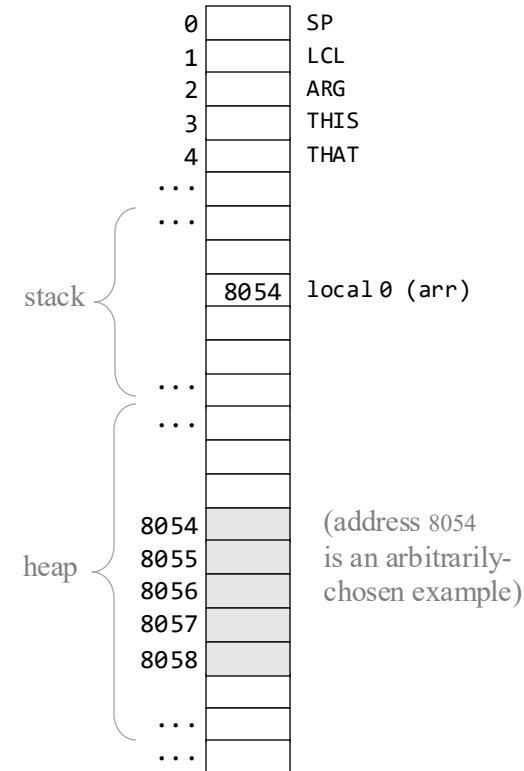 0 SP
1 LCL
2 ARG
3 THIS
4 THAT
...
...
stack 8054 local 0 (arr)
...
...
8054 (address 8054
8055 is an arbitrarily-
heap
8056 chosen example)
8057
8058
...
...